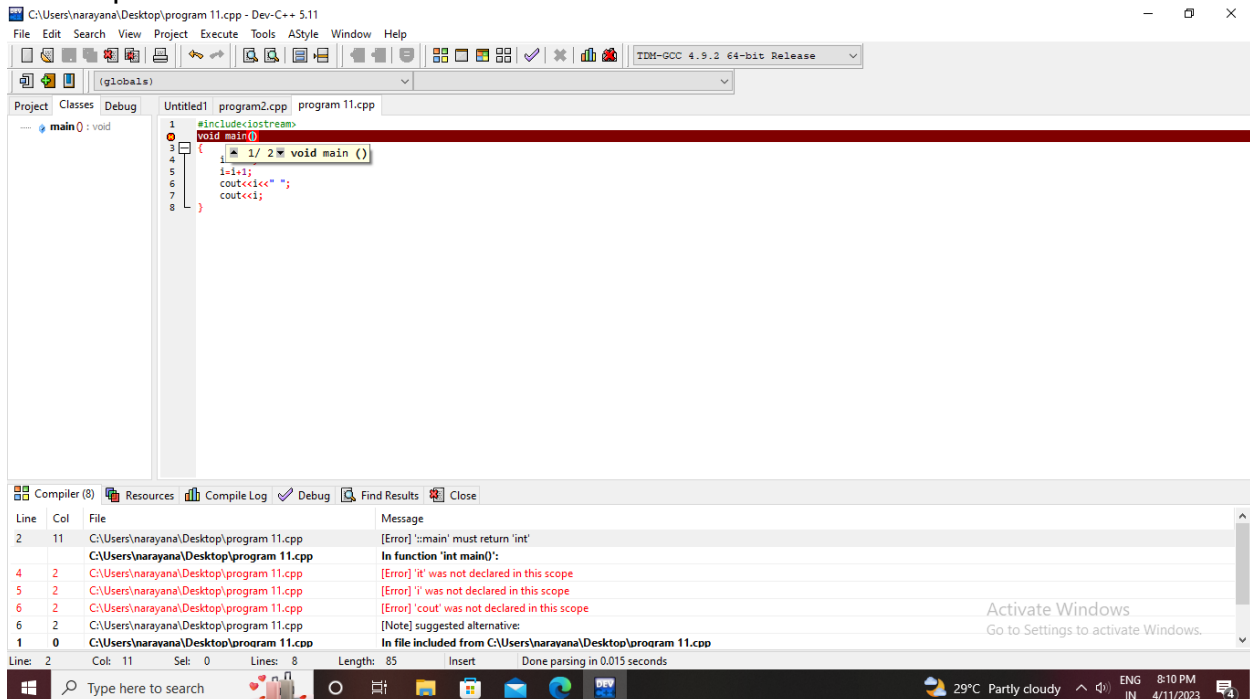 C:\Users\narayana\Desktop\program 11.cpp - Dev-C++ 5.11
File Edit Search View Project Execute Tools AStyle Window Help
TDM-GCC 4.9.2 64-bit Release
(globals)
Project Classes Debug Untitled1 program2.cpp program 11.cpp
main () : void
1 #include<iostream>
void main()
3 {
1/ 2 void main ()
4
5 i=i+1;
6 cout<<i<<" ";
7 cout<<i;
8 }
Compiler (8) Resources Compile Log Debug Find Results Close
Line Col File Message
2 11 C:\Users\narayana\Desktop\program 11.cpp [Error] '::main' must return 'int'
C:\Users\narayana\Desktop\program 11.cpp In function 'int main()':
4 2 C:\Users\narayana\Desktop\program 11.cpp [Error] 'it' was not declared in this scope
5 2 C:\Users\narayana\Desktop\program 11.cpp [Error] 'i' was not declared in this scope
6 2 C:\Users\narayana\Desktop\program 11.cpp [Error] 'cout' was not declared in this scope
6 2 C:\Users\narayana\Desktop\program 11.cpp [Note] suggested alternative:
1 0 C:\Users\narayana\Desktop\program 11.cpp In file included from C:\Users\narayana\Desktop\program 11.cpp
Activate Windows
Go to Settings to activate Windows.
Line: 2 Col: 11 Sel: 0 Lines: 8 Length: 85 Insert Done parsing in 0.015 seconds
Type here to search
DEV
29°C Partly cloudy
ENG
IN
8:10 PM
4/11/2023
4